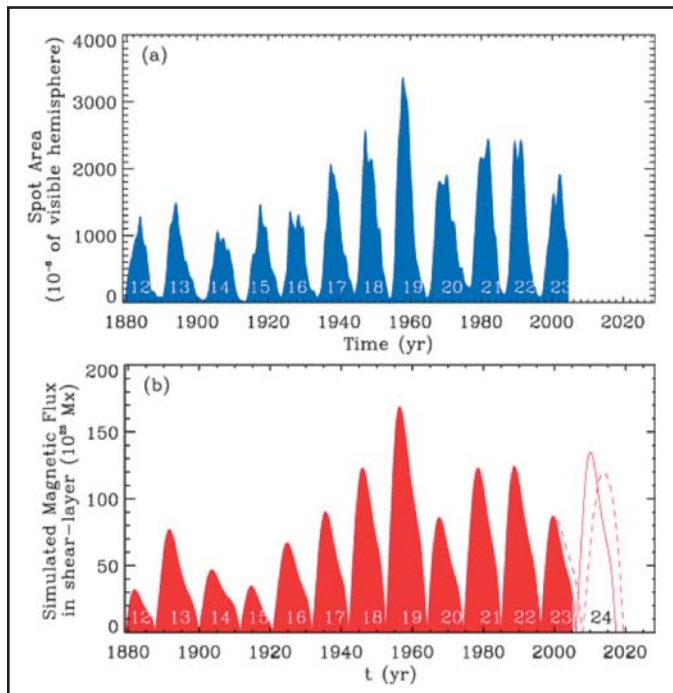 (a)
Spot Area
(10⁻⁶ of visible hemisphere)
4000
3000
2000
1000
0
12 13 14 15 16 17 18 19 20 21 22 23
1880 1900 1920 1940 1960 1980 2000 2020
Time (yr)
(b)
Simulated Magnetic Flux
in shear-layer (10²⁵ Mx)
200
150
100
50
0
12 13 14 15 16 17 18 19 20 21 22 23 24
1880 1900 1920 1940 1960 1980 2000 2020
t (yr)